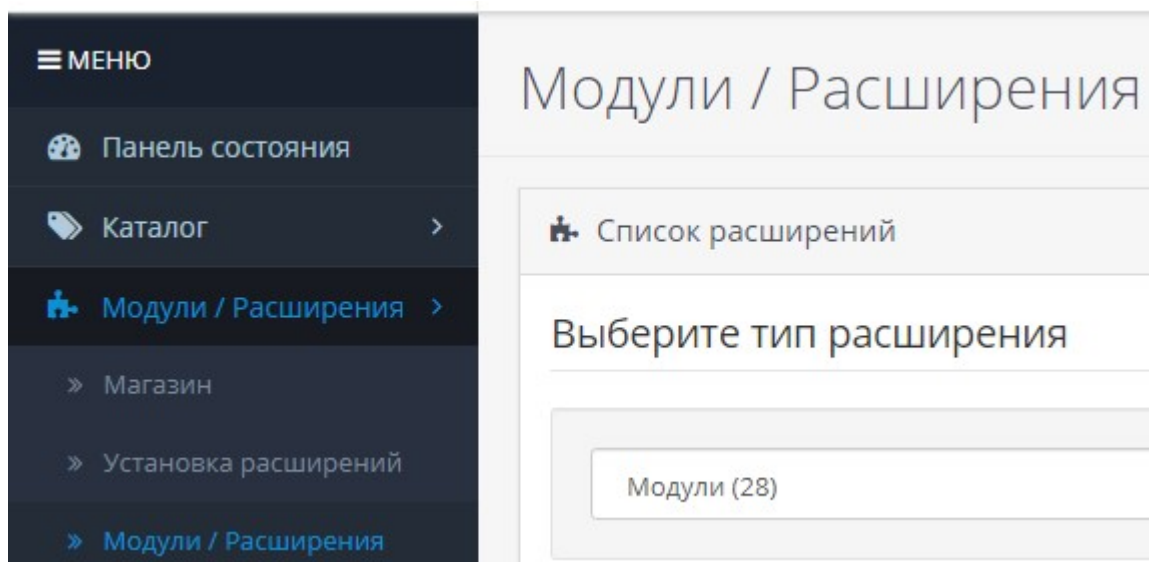 МЕНЮ
Панель состояния
Каталог
Модули / Расширения
Магазин
Установка расширений
Модули / Расширения
Модули / Расширения
Список расширений
Выберите тип расширения
Модули (28)